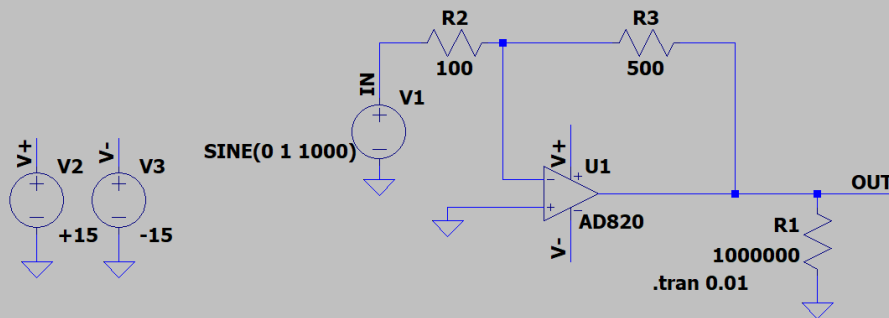 R2
100
R3
500
IN
V1
SINE(0 1 1000)
V+
V2
+15
V-
V3
-15
V+
U1
AD820
V-
OUT
R1
1000000
.tran 0.01